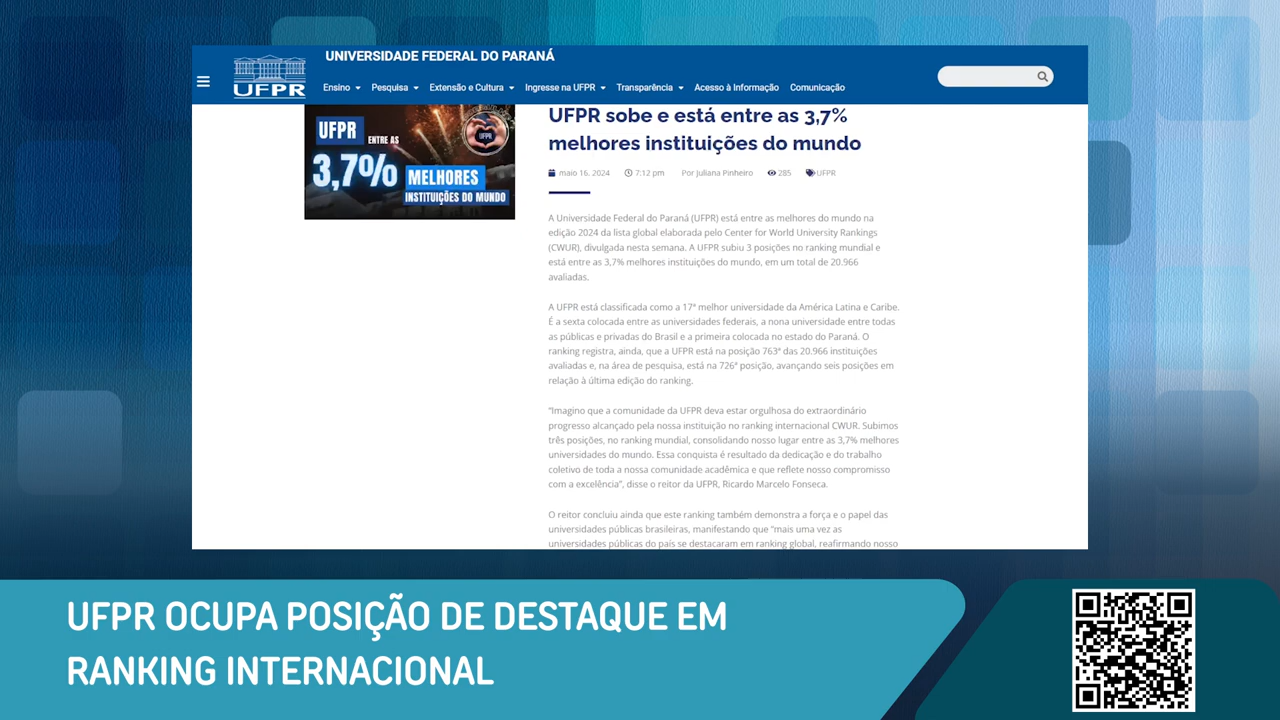 UNIVERSIDADE FEDERAL DO PARANÁ
UFPR
Ensino Pesquisa Extensão e Cultura Ingresse na UFPR Transparência Acesso à Informação Comunicação
UFPR ENTRE AS
3,7% MELHORES
INSTITUIÇÕES DO MUNDO
UFPR
UFPR sobe e está entre as 3,7%
melhores instituições do mundo
maio 16, 2024 7:12 pm Por Juliana Pinheiro 285 UFPR
A Universidade Federal do Paraná (UFPR) está entre as melhores do mundo na
edição 2024 da lista global elaborada pelo Center for World University Rankings
(CWUR), divulgada nesta semana. A UFPR subiu 3 posições no ranking mundial e
está entre as 3,7% melhores instituições do mundo, em um total de 20.966
avaliadas.
A UFPR está classificada como a 17ª melhor universidade da América Latina e Caribe.
É a sexta colocada entre as universidades federais, a nona universidade entre todas
as públicas e privadas do Brasil e a primeira colocada no estado do Paraná. O
ranking registra, ainda, que a UFPR está na posição 763ª das 20.966 instituições
avaliadas e, na área de pesquisa, está na 726ª posição, avançando seis posições em
relação à última edição do ranking.
“Imagino que a comunidade da UFPR deva estar orgulhosa do extraordinário
progresso alcançado pela nossa instituição no ranking internacional CWUR. Subimos
três posições, no ranking mundial, consolidando nosso lugar entre as 3,7% melhores
universidades do mundo. Essa conquista é resultado da dedicação e do trabalho
coletivo de toda a nossa comunidade acadêmica e que reflete nosso compromisso
com a excelência”, disse o reitor da UFPR, Ricardo Marcelo Fonseca.
O reitor concluiu ainda que este ranking também demonstra a força e o papel das
universidades públicas brasileiras, manifestando que “mais uma vez as
universidades públicas do país se destacaram em ranking global, reafirmando nosso
UFPR OCUPA POSIÇÃO DE DESTAQUE EM
RANKING INTERNACIONAL